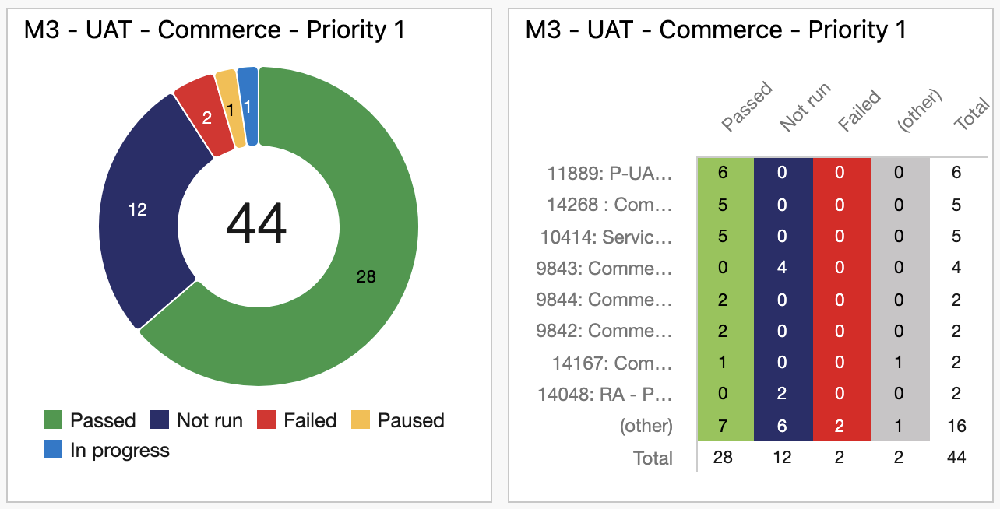 M3 - UAT - Commerce - Priority 1
2
1
1
12
44
28
Passed Not run Failed Paused
In progress
M3 - UAT - Commerce - Priority 1
Passed Not run Failed (other) Total
11889: P-UA... 6 0 0 0 6
14268 : Com... 5 0 0 0 5
10414: Servic... 5 0 0 0 5
9843: Comme... 0 4 0 0 4
9844: Comme... 2 0 0 0 2
9842: Comme... 2 0 0 0 2
14167: Com... 1 0 0 1 2
14048: RA - P... 0 2 0 0 2
(other) 7 6 2 1 16
Total 28 12 2 2 44